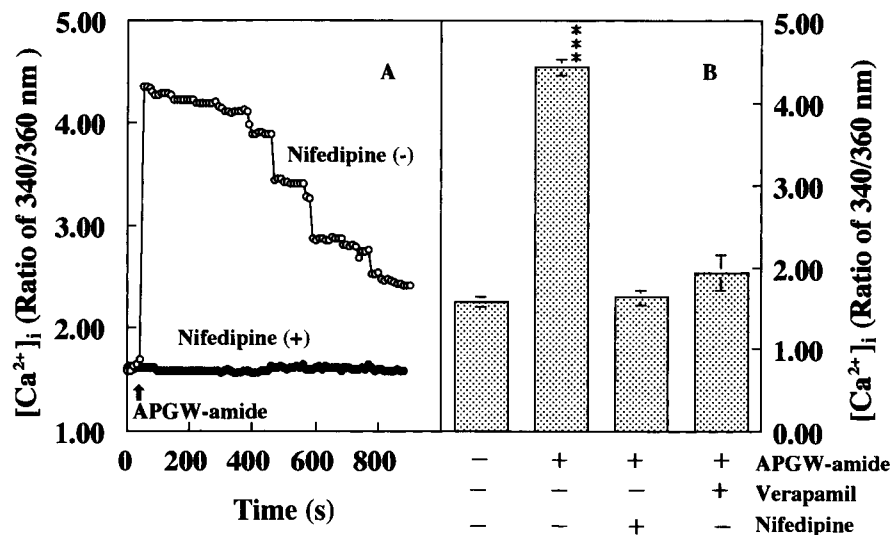 5.00
4.00
3.00
2.00
1.00
[Ca²⁺]ᵢ (Ratio of 340/360 nm)
A
Nifedipine (-)
Nifedipine (+)
APGW-amide
0 200 400 600 800
Time (s)
***
B
5.00
4.00
3.00
2.00
1.00
0.00
[Ca²⁺]ᵢ (Ratio of 340/360 nm)
− + + + APGW-amide
− − − + Verapamil
− − + − Nifedipine